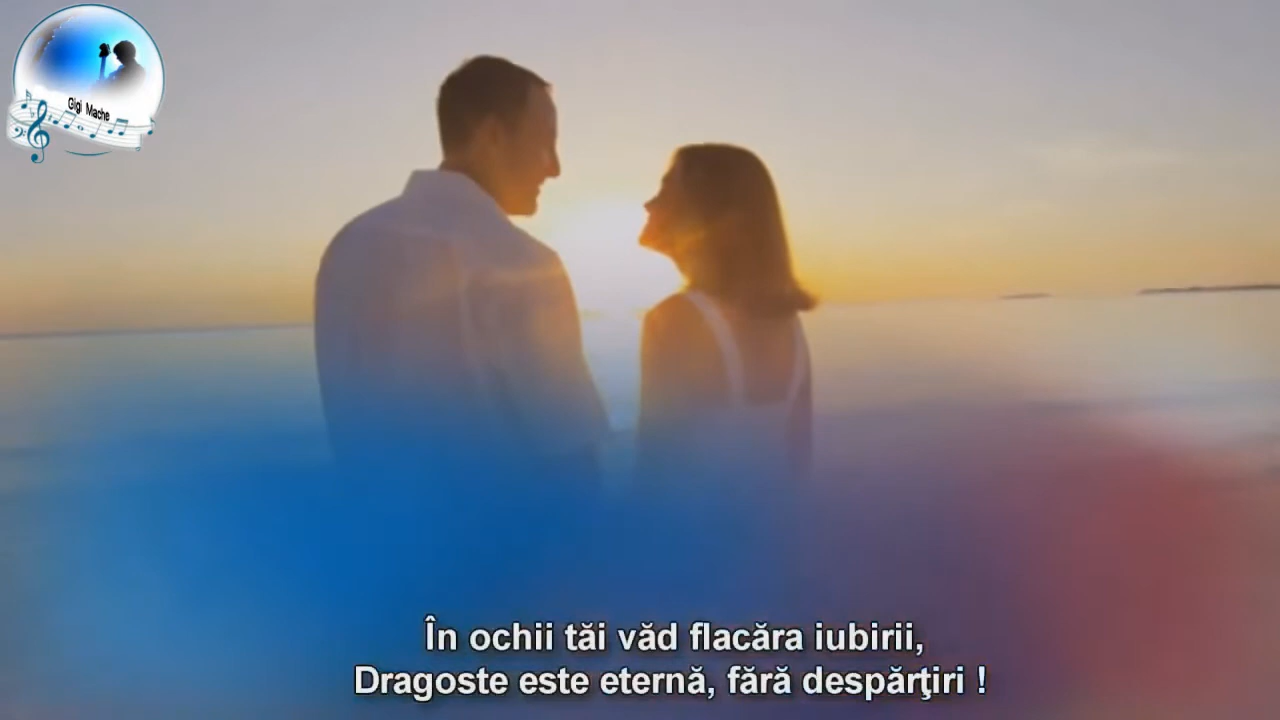 Gigi Mache
În ochii tăi văd flacăra iubirii,
Dragoste este eternă, fără despărţiri !